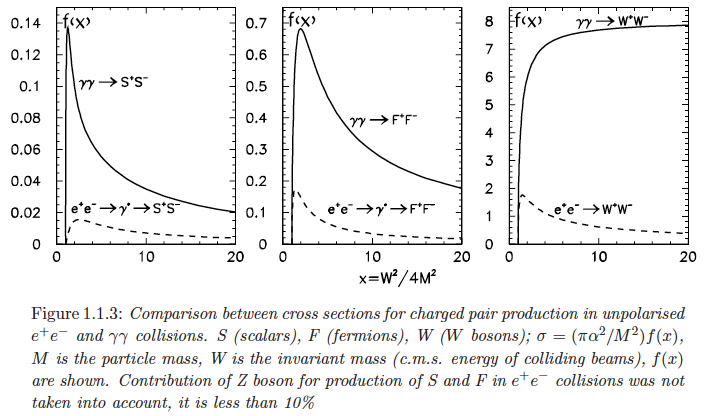 f(x)
0.14
0.12
0.1
0.08
0.06
0.04
0.02
0
γγ→S⁺S⁻
e⁺e⁻→γ*→S⁺S⁻
0 10 20
f(x)
0.7
0.6
0.5
0.4
0.3
0.2
0.1
0
γγ→F⁺F⁻
e⁺e⁻→γ*→F⁺F⁻
0 10 20
x=W²/4M²
f(x)
8
7
6
5
4
3
2
1
0
γγ→W⁺W⁻
e⁺e⁻→W⁺W⁻
0 10 20
Figure 1.1.3: Comparison between cross sections for charged pair production in unpolarised
e⁺e⁻ and γγ collisions. S (scalars), F (fermions), W (W bosons); σ = (πα²/M²)f(x),
M is the particle mass, W is the invariant mass (c.m.s. energy of colliding beams), f(x)
are shown. Contribution of Z boson for production of S and F in e⁺e⁻ collisions was not
taken into account, it is less than 10%